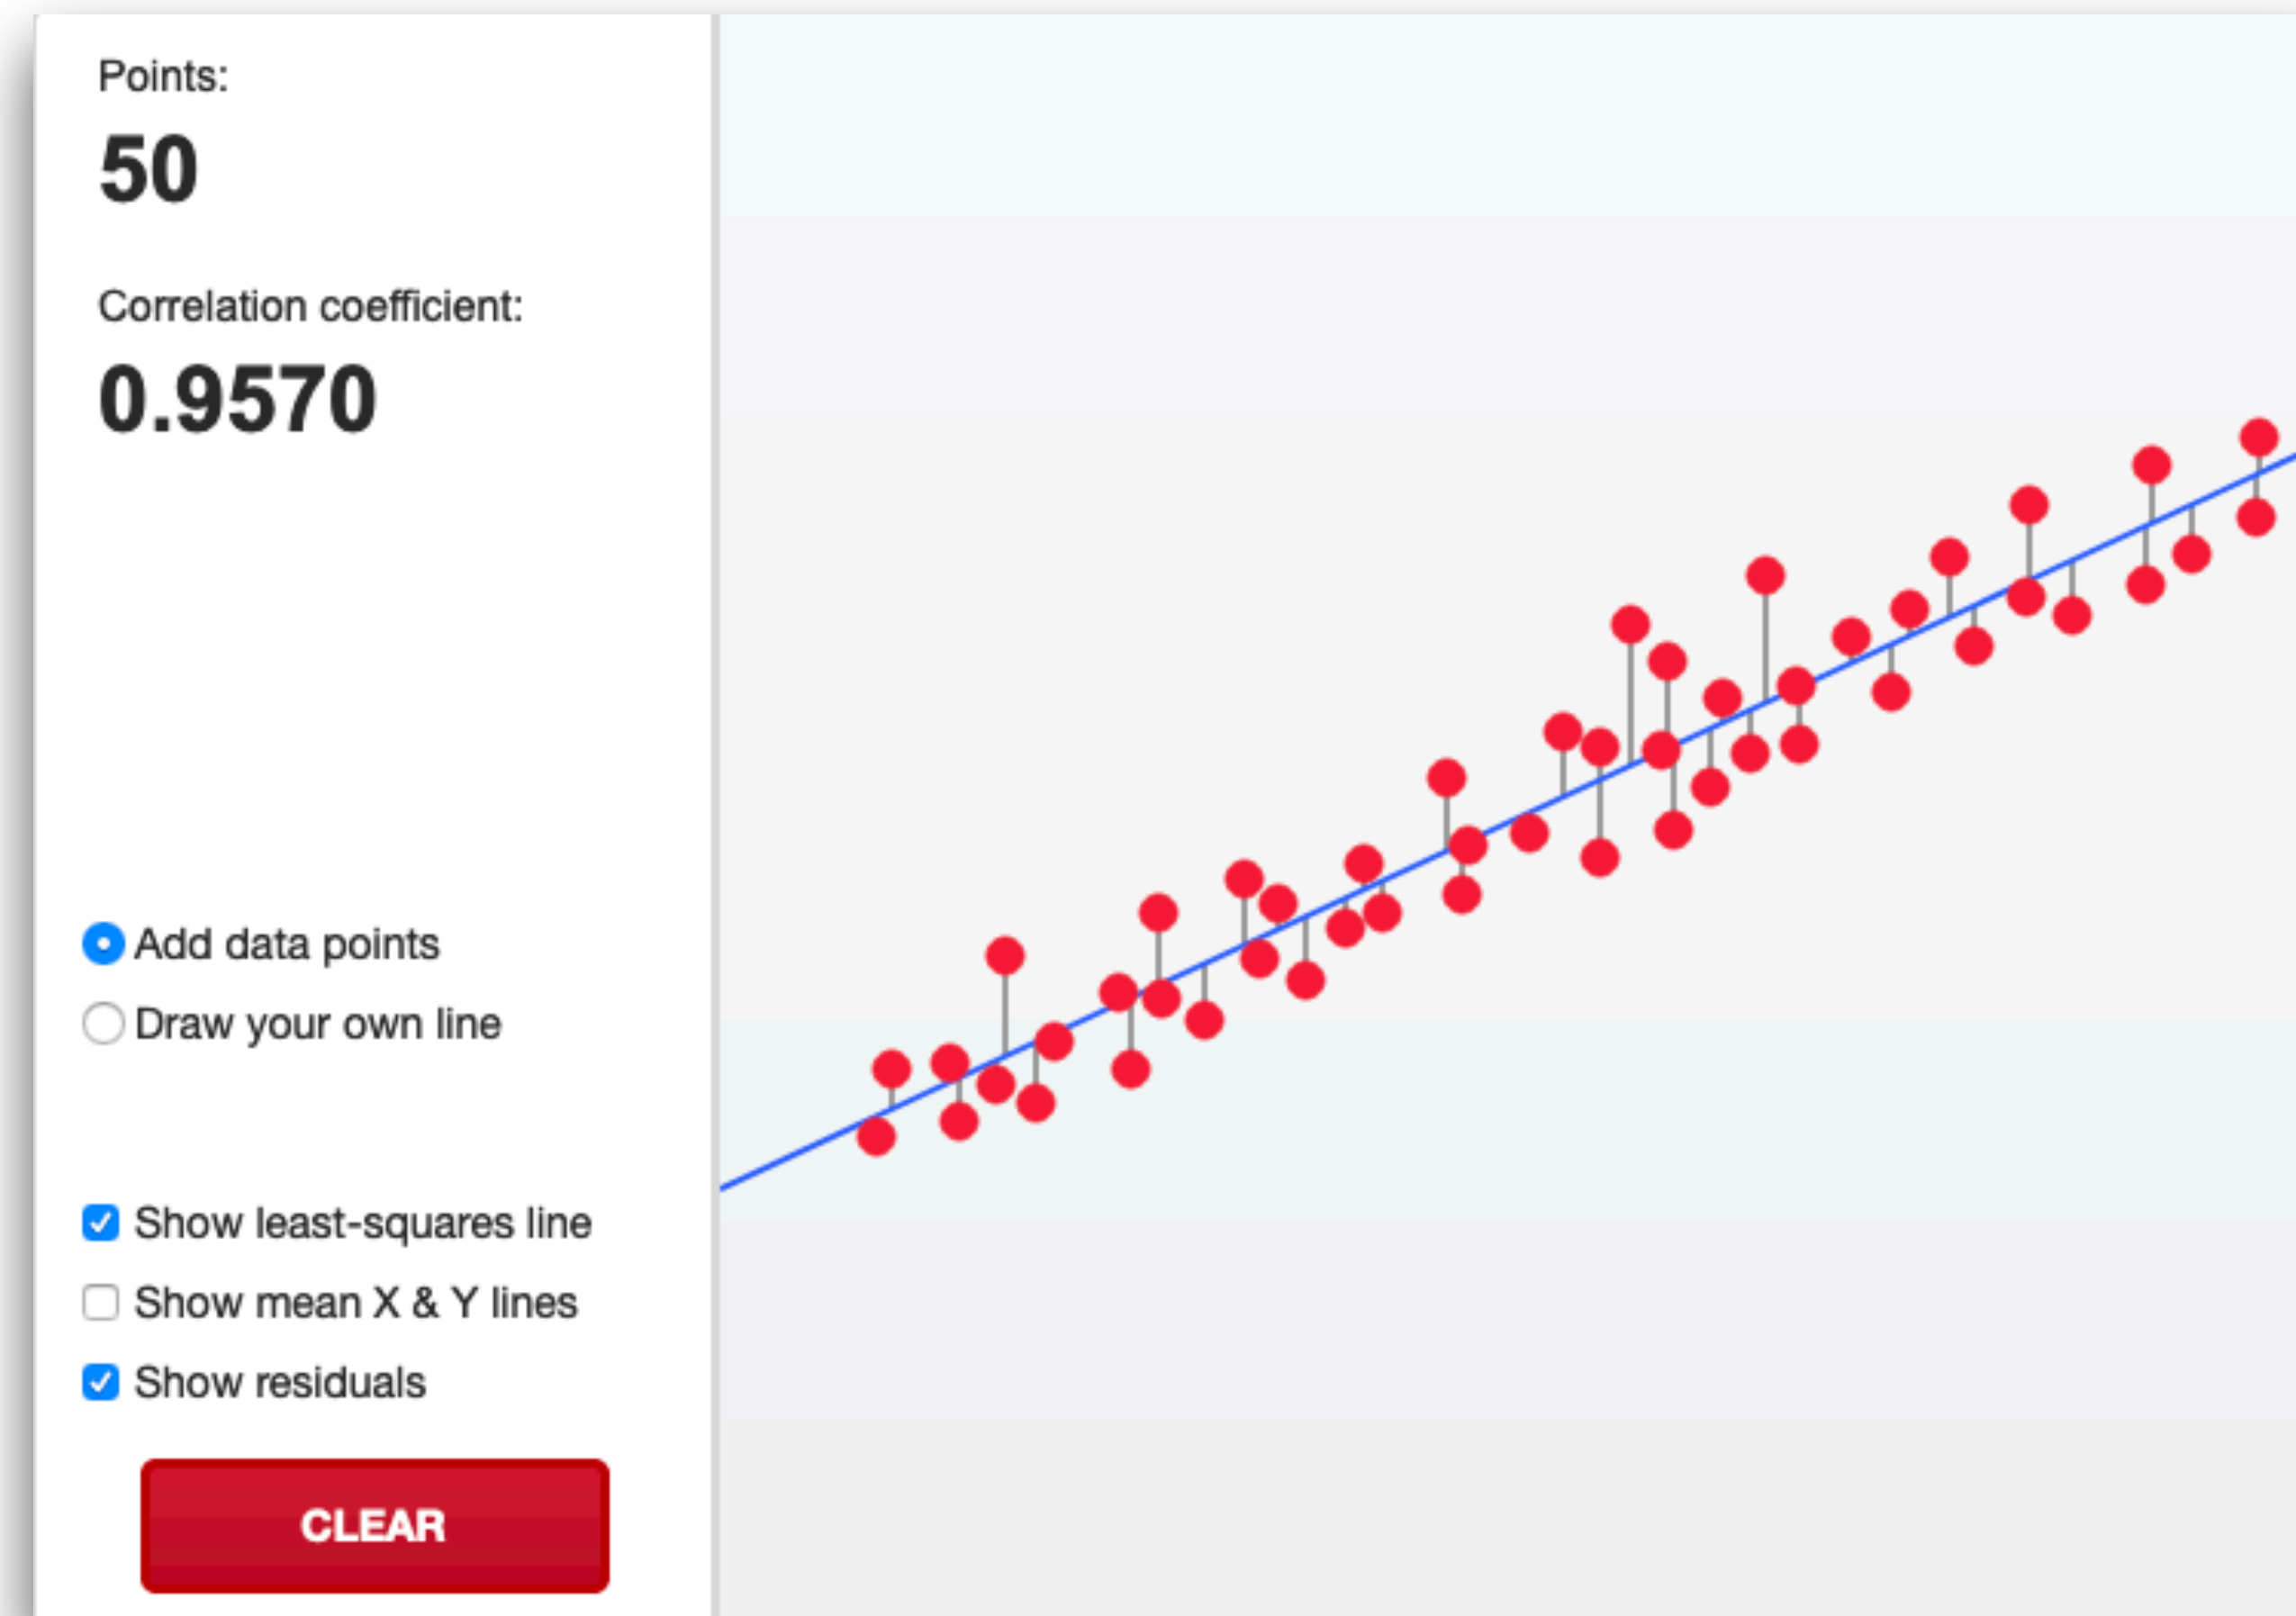 Points:
50
Correlation coefficient:
0.9570
Add data points
Draw your own line
Show least-squares line
Show mean X & Y lines
Show residuals
CLEAR